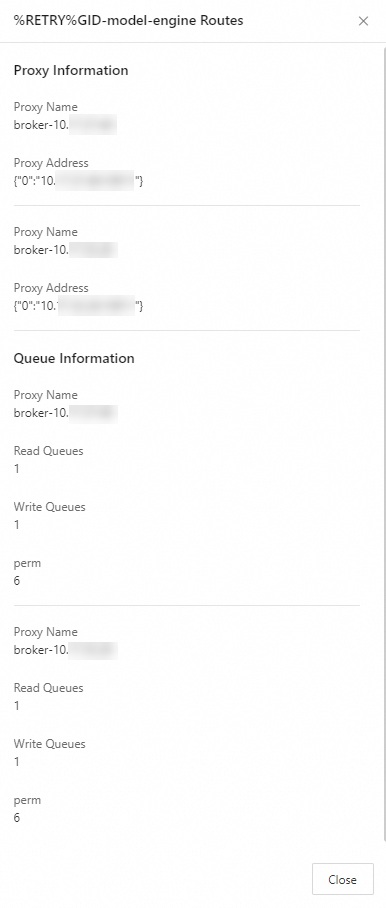 %RETRY%GID-model-engine Routes
Proxy Information
Proxy Name
broker-10.
Proxy Address
{"0":"10. "}
Proxy Name
broker-10.
Proxy Address
{"0":"10. "}
Queue Information
Proxy Name
broker-10.
Read Queues
1
Write Queues
1
perm
6
Proxy Name
broker-10.
Read Queues
1
Write Queues
1
perm
6
Close